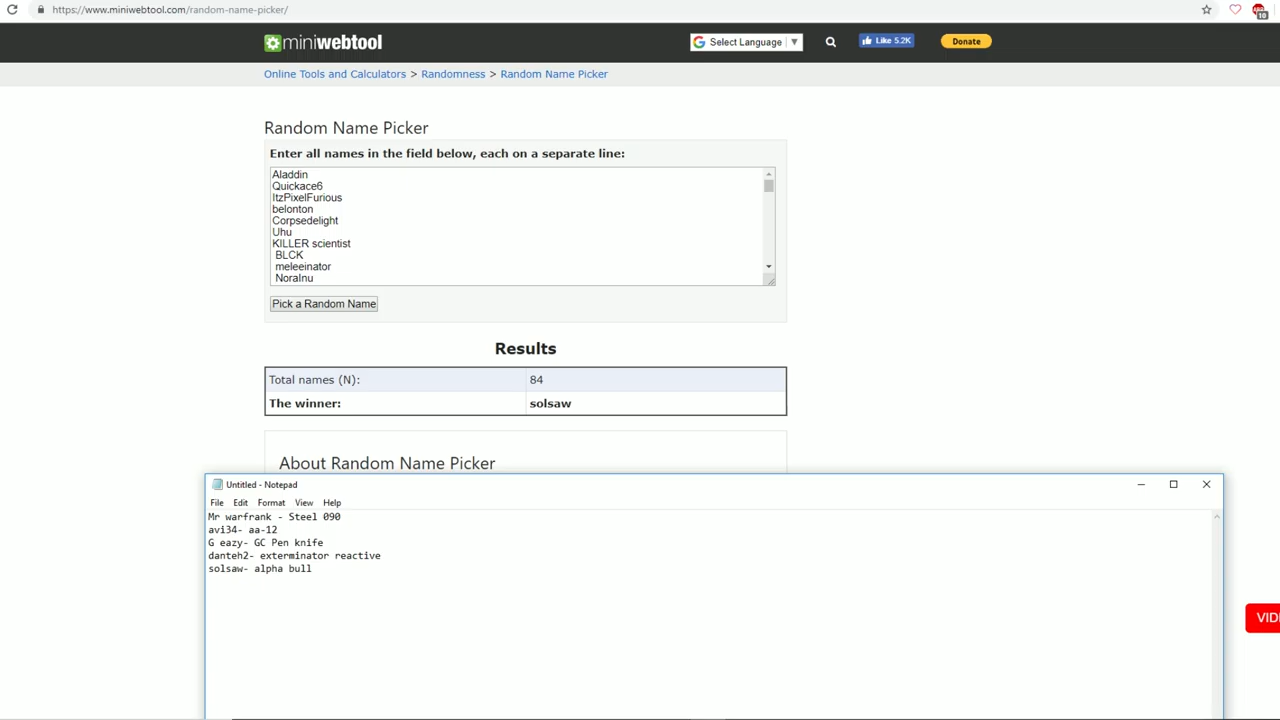 https://www.miniwebtool.com/random-name-picker/
10
miniwebtool
Select Language ▼
Like 5.2K
Donate
Online Tools and Calculators > Randomness > Random Name Picker
Random Name Picker
Enter all names in the field below, each on a separate line:
Aladdin
Quickace6
ItzPixelFurious
belonton
Corpsedelight
Uhu
KILLER scientist
BLCK
meleeinator
NoraInu
Pick a Random Name
Results
Total names (N): 84
The winner: solsaw
About Random Name Picker
Untitled - Notepad
File Edit Format View Help
Mr warfrank - Steel 090
avi34- aa-12
G eazy- GC Pen knife
danteh2- exterminator reactive
solsaw- alpha bull
VID